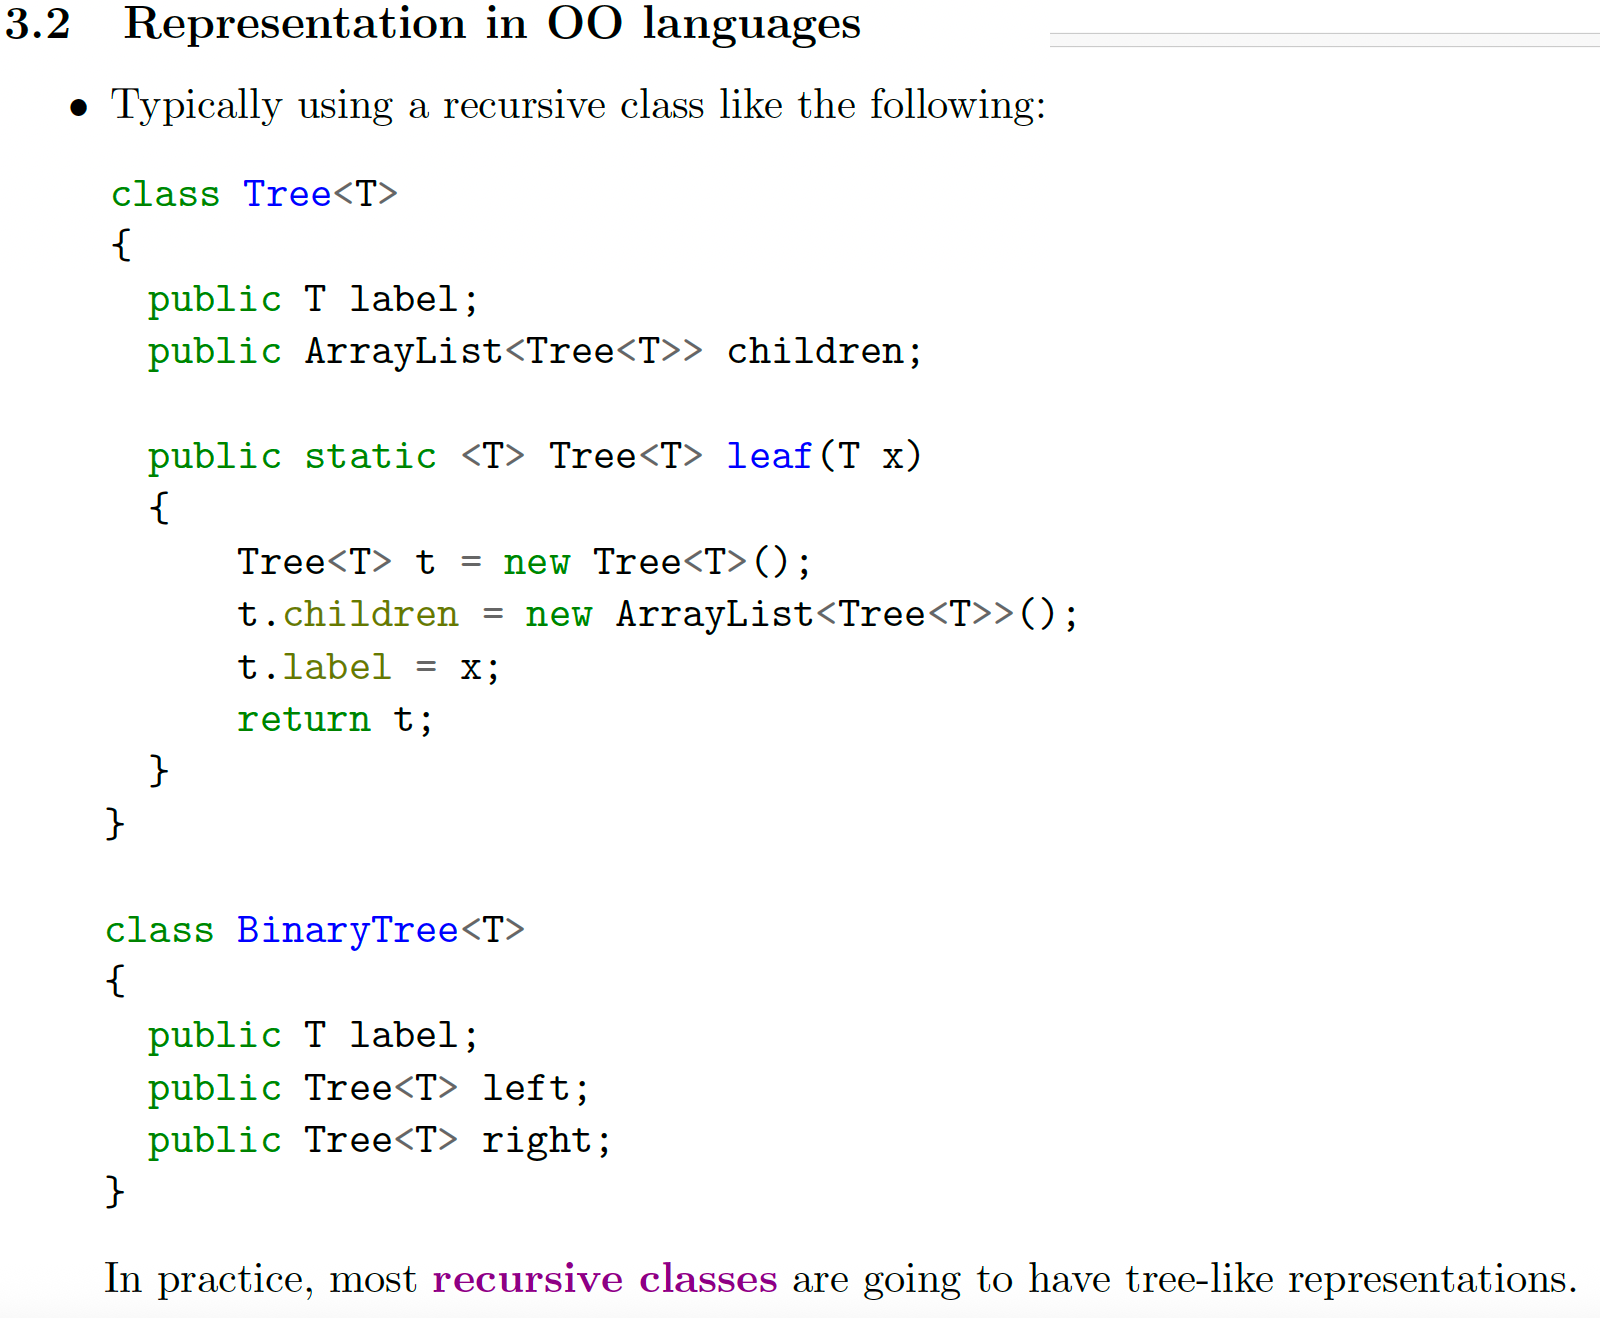 3.2 Representation in OO languages
• Typically using a recursive class like the following:
class Tree<T>
{
public T label;
public ArrayList<Tree<T>> children;
public static <T> Tree<T> leaf(T x)
{
Tree<T> t = new Tree<T>();
t.children = new ArrayList<Tree<T>>();
t.label = x;
return t;
}
}
class BinaryTree<T>
{
public T label;
public Tree<T> left;
public Tree<T> right;
}
In practice, most recursive classes are going to have tree-like representations.